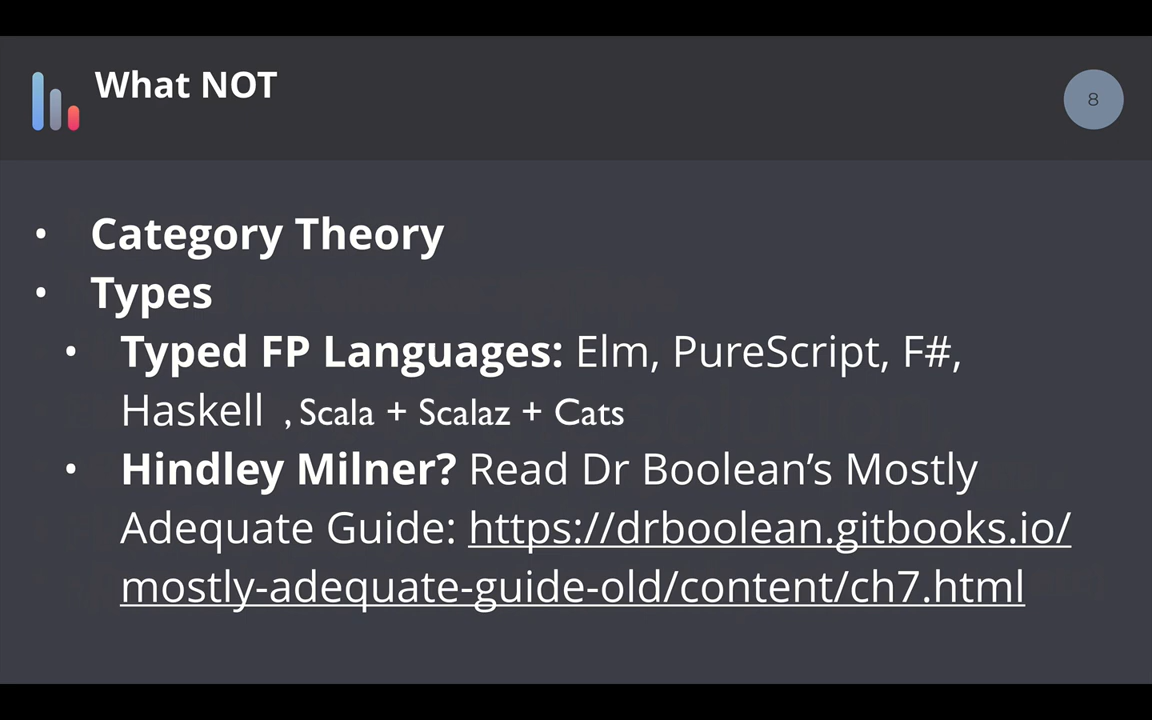 What NOT
8
• Category Theory
• Types
• Typed FP Languages: Elm, PureScript, F#,
Haskell , Scala + Scalaz + Cats
• Hindley Milner? Read Dr Boolean’s Mostly
Adequate Guide: https://drboolean.gitbooks.io/
mostly-adequate-guide-old/content/ch7.html